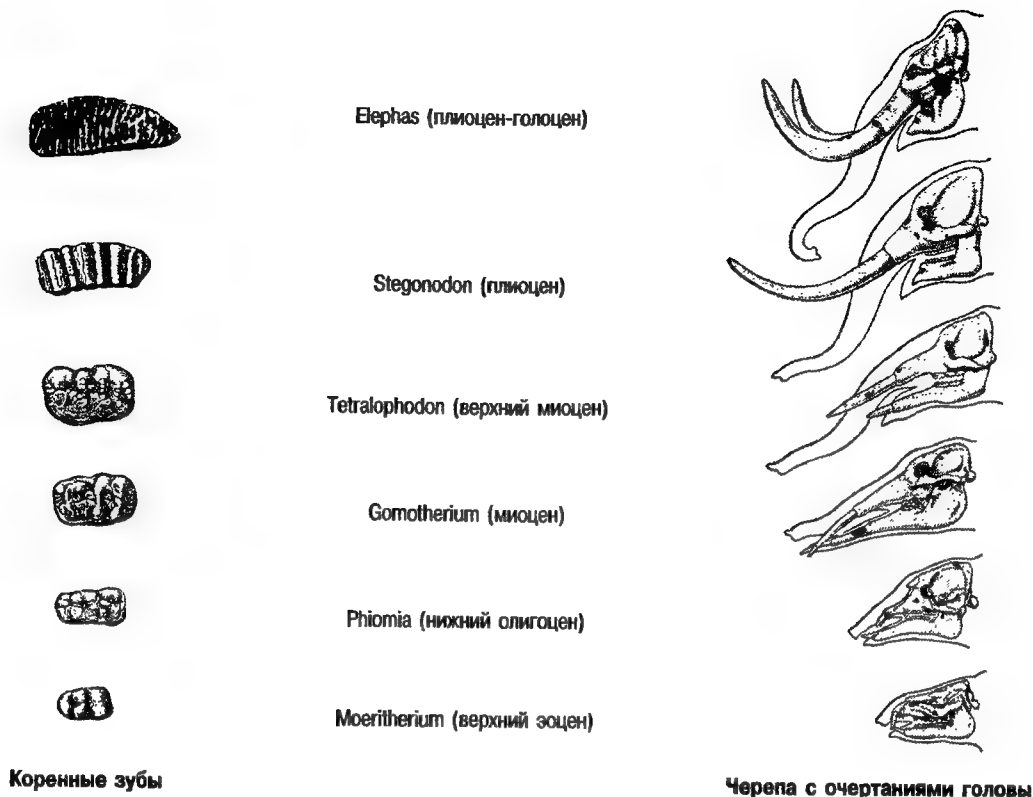 Elephas (плиоцен-голоцен)
Stegonodon (плиоцен)
Tetralophodon (верхний миоцен)
Gomotherium (миоцен)
Phiomia (нижний олигоцен)
Moeritherium (верхний эоцен)
Коренные зубы
Черепа с очертаниями головы